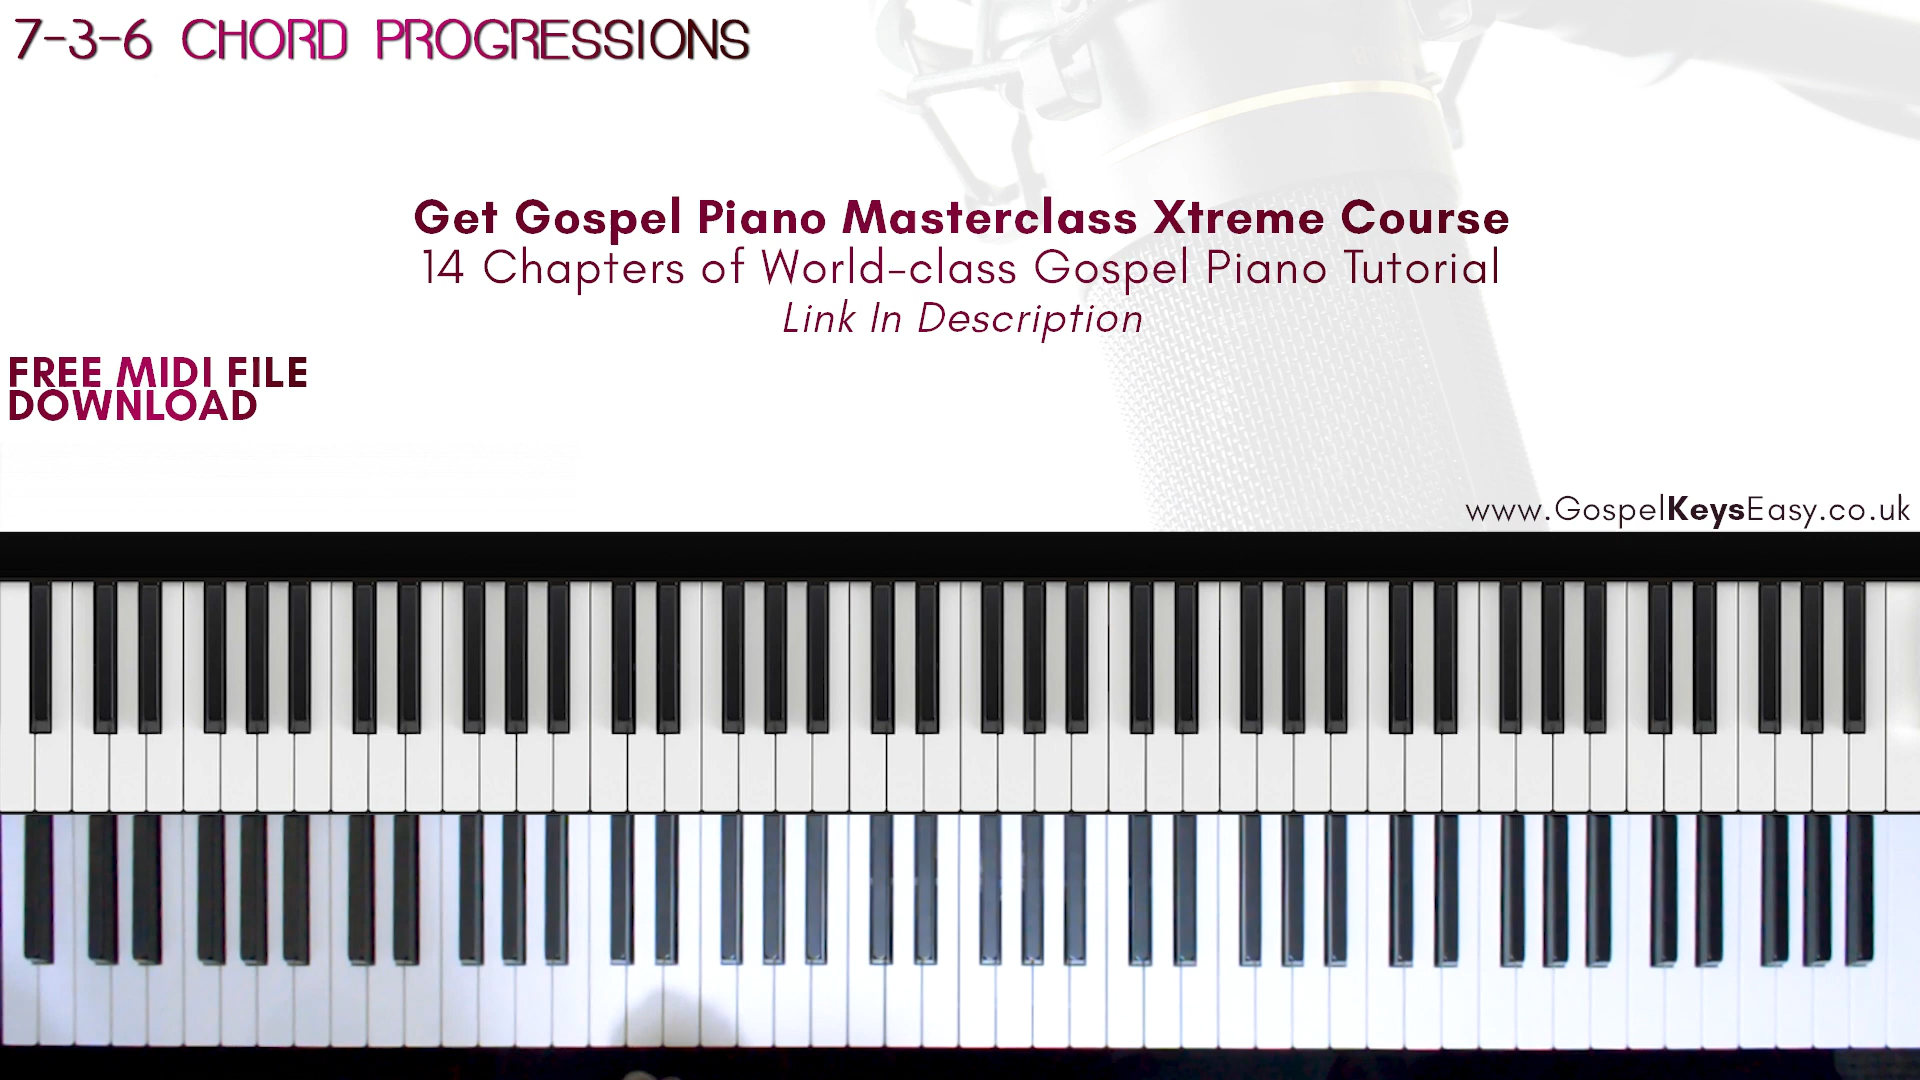 7-3-6 CHORD PROGRESSIONS
Get Gospel Piano Masterclass Xtreme Course
14 Chapters of World-class Gospel Piano Tutorial
Link In Description
FREE MIDI FILE
DOWNLOAD
www.GospelKeysEasy.co.uk